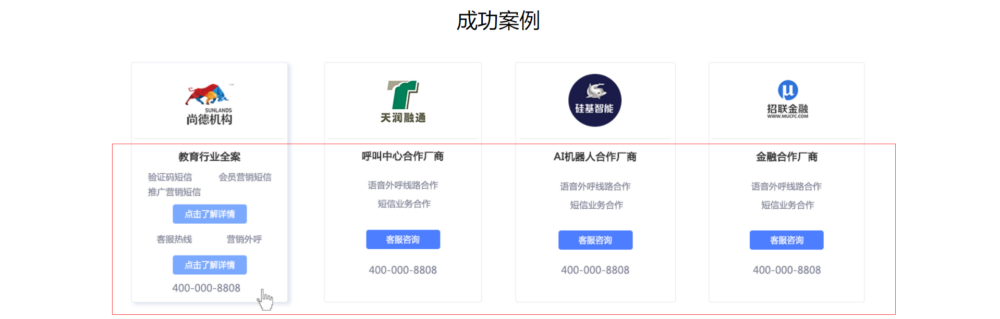 成功案例
SUNLANDS
尚德机构
教育行业全案
验证码短信 会员营销短信
推广营销短信
点击了解详情
客服热线 营销外呼
点击了解详情
400-000-8808
天润融通
呼叫中心合作厂商
语音外呼线路合作
短信业务合作
客服咨询
400-000-8808
硅基智能
AI机器人合作厂商
语音外呼线路合作
短信业务合作
客服咨询
400-000-8808
μ
招联金融
WWW.MUCFC.COM
金融合作厂商
语音外呼线路合作
短信业务合作
客服咨询
400-000-8808